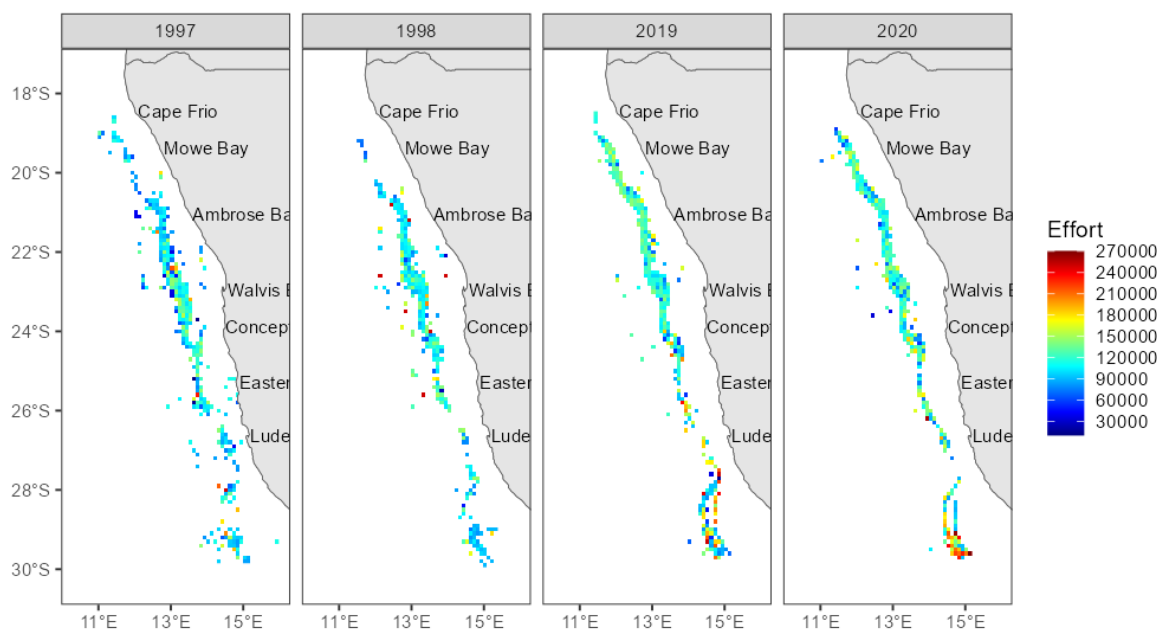 1997 1998 2019 2020
18°S
20°S
22°S
24°S
26°S
28°S
30°S
Cape Frio
Mowe Bay
Ambrose Ba
Walvis B
Concept
Easter
Lude
Cape Frio
Mowe Bay
Ambrose Ba
Walvis B
Concept
Easter
Lude
Cape Frio
Mowe Bay
Ambrose Ba
Walvis B
Concept
Easter
Lude
Cape Frio
Mowe Bay
Ambrose Ba
Walvis B
Concept
Easter
Lude
11°E 13°E 15°E 11°E 13°E 15°E 11°E 13°E 15°E 11°E 13°E 15°E
Effort
270000
240000
210000
180000
150000
120000
90000
60000
30000